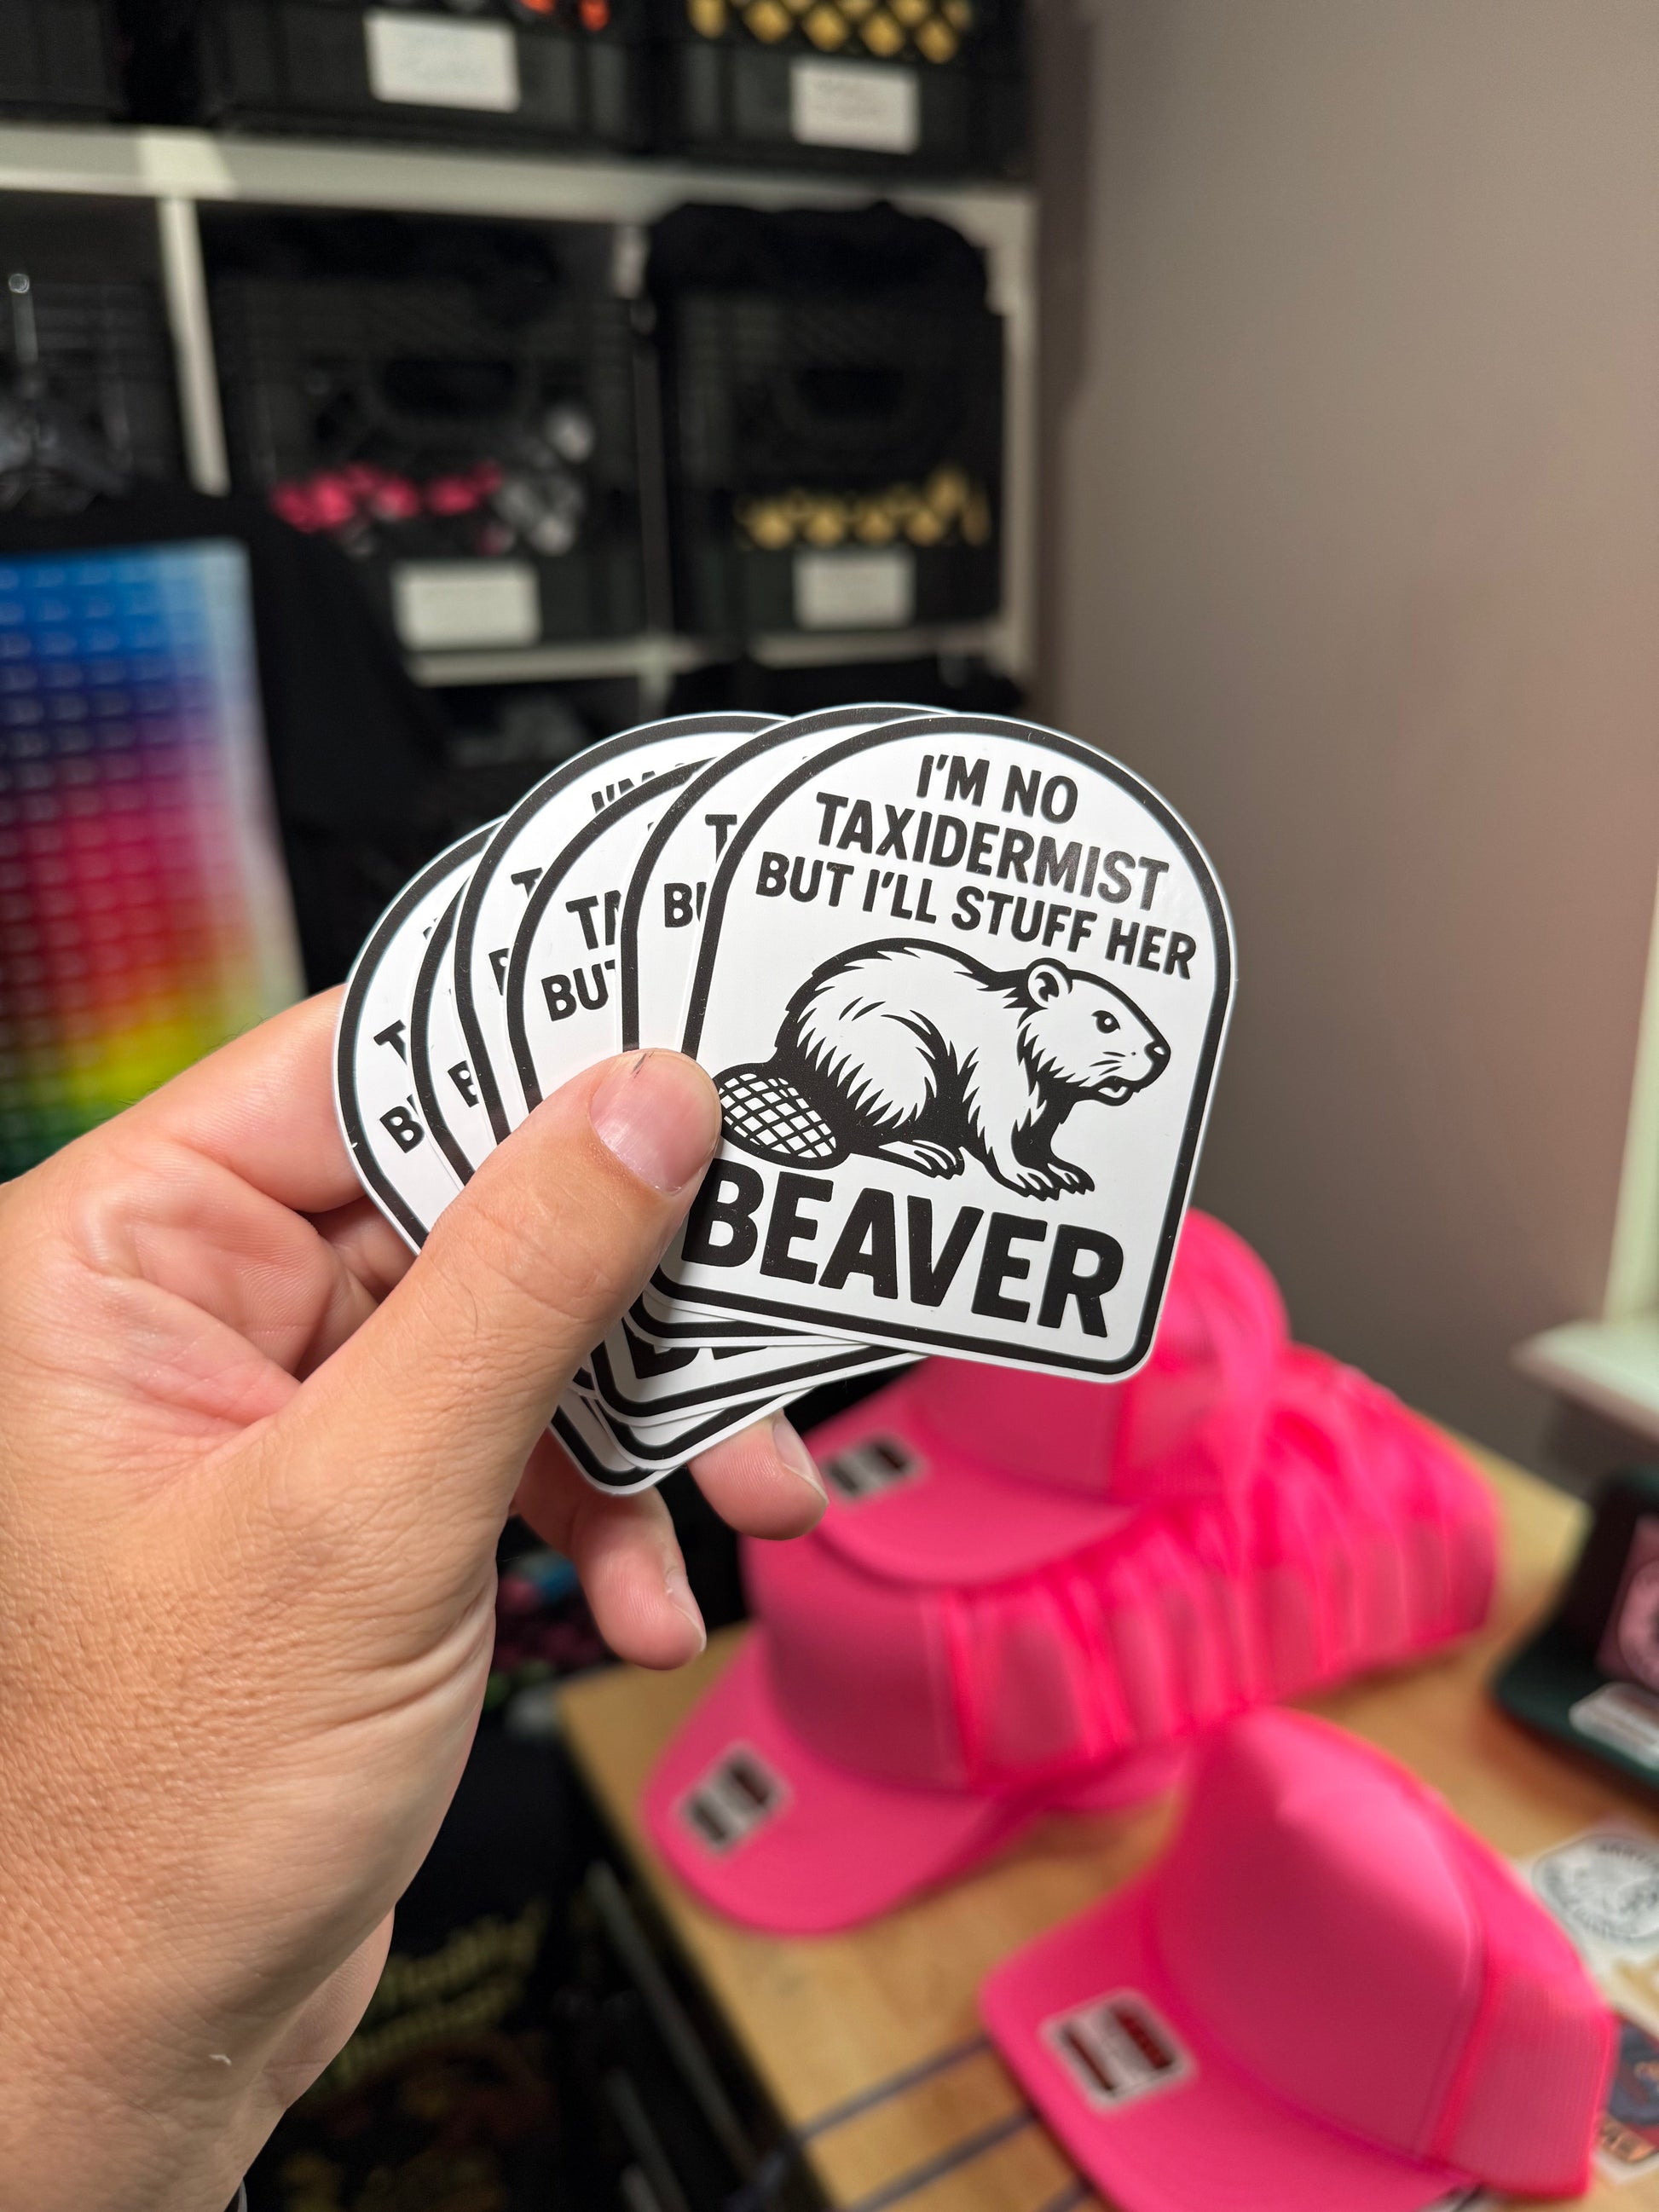 I'M NO
TAXIDERMIST
BUT I'LL STUFF HER
BEAVER